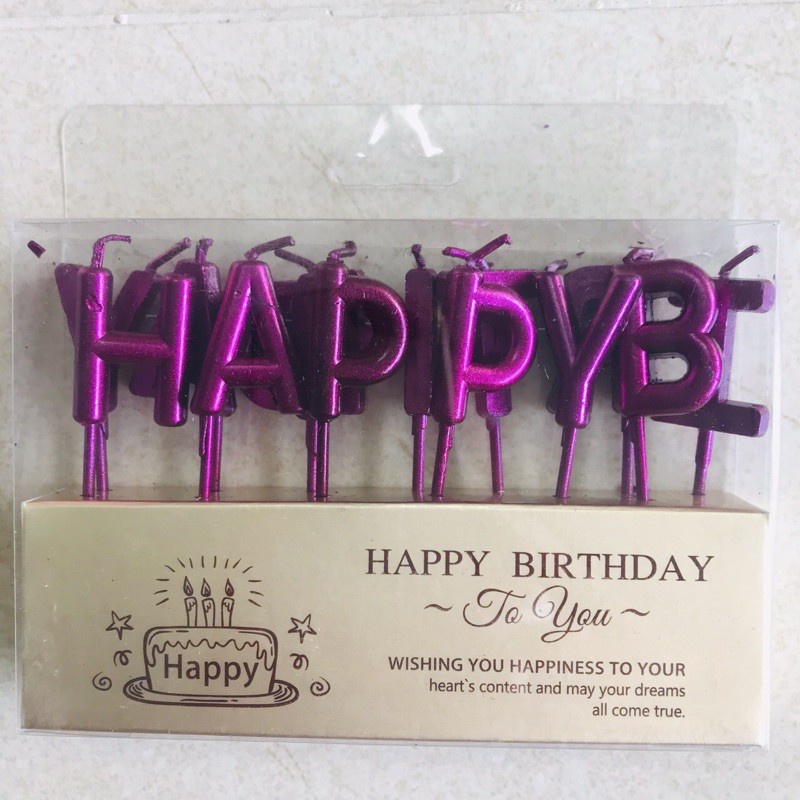 HAPPYB
HAPPY BIRTHDAY
~ To You ~
Happy
WISHING YOU HAPPINESS TO YOUR
heart`s content and may your dreams
all come true.